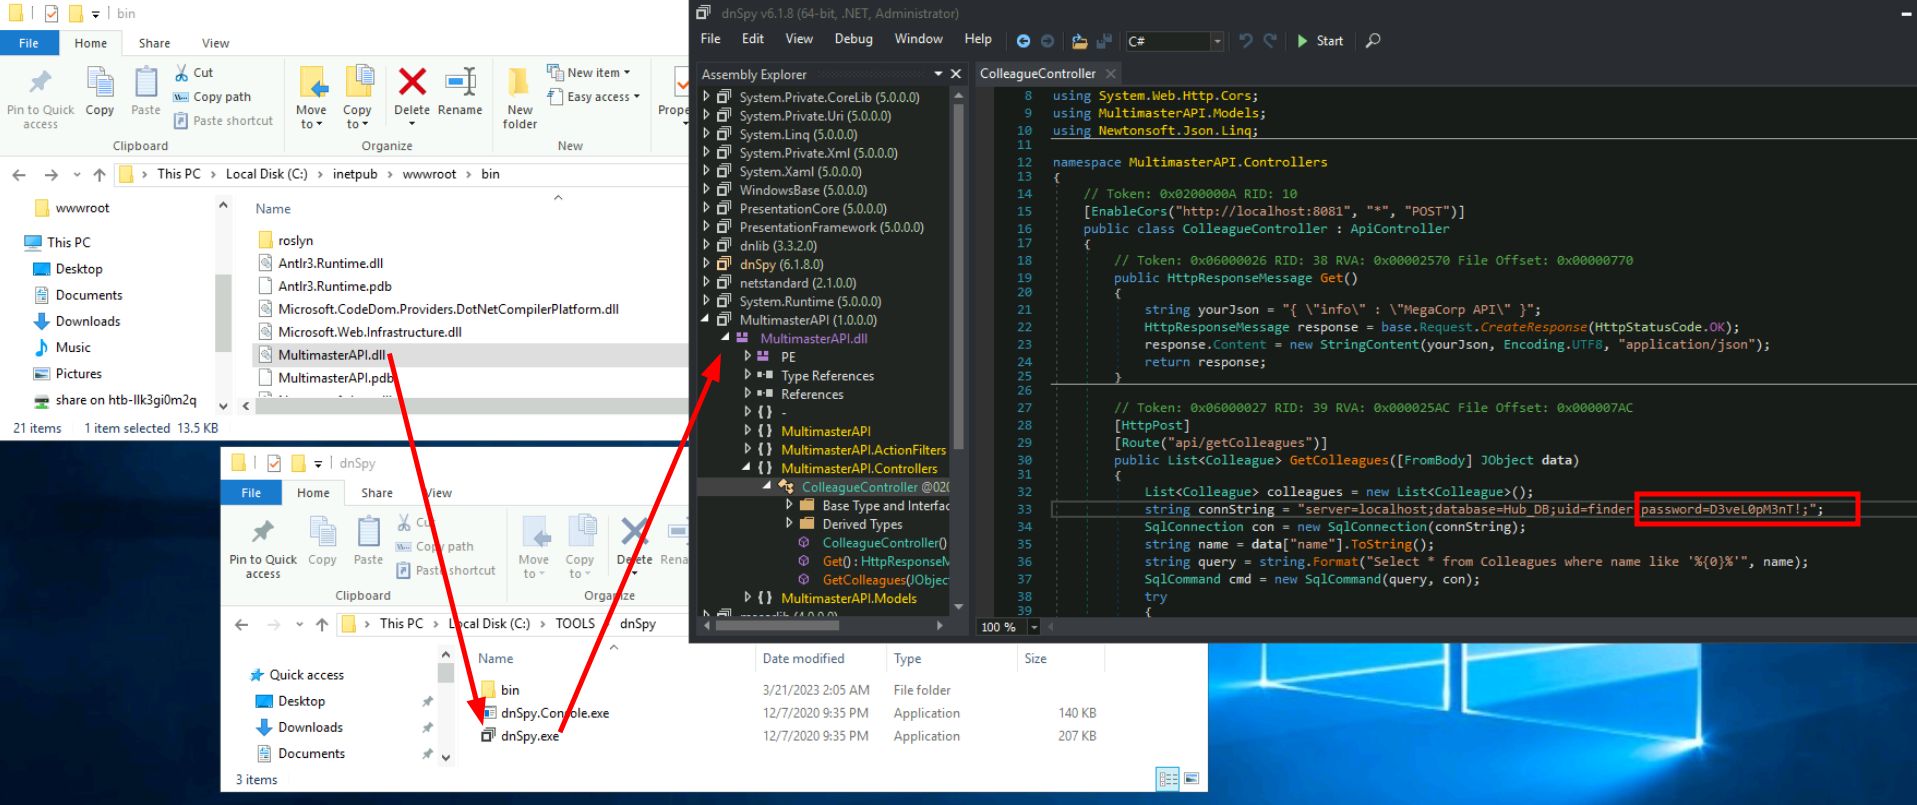 bin
File Home Share View
Pin to Quick access
Copy
Paste
Cut
Copy path
Paste shortcut
Move to
Copy to
Delete
Rename
New folder
New item
Easy access
Clipboard Organize New
This PC Local Disk (C:) inetpub wwwroot bin
wwwroot
This PC
Desktop
Documents
Downloads
Music
Pictures
share on htb-llk3gi0m2q
Name
roslyn
Antlr3.Runtime.dll
Antlr3.Runtime.pdb
Microsoft.CodeDom.Providers.DotNetCompilerPlatform.dll
Microsoft.Web.Infrastructure.dll
MultimasterAPI.dll
MultimasterAPI.pdb
21 items 1 item selected 13.5 KB
dnSpy
File Home Share View
Pin to Quick access
Copy
Paste
Copy path
Paste shortcut
Move to
Copy to
Delete
Clipboard Organize
This PC Local Disk (C:) TOOLS dnSpy
Quick access
Desktop
Downloads
Documents
Name Date modified Type Size
bin 3/21/2023 2:05 AM File folder
dnSpy.Console.exe 12/7/2020 9:35 PM Application 140 KB
dnSpy.exe 12/7/2020 9:35 PM Application 207 KB
3 items
dnSpy v6.1.8 (64-bit, .NET, Administrator)
File Edit View Debug Window Help C# Start
Assembly Explorer
System.Private.CoreLib (5.0.0.0)
System.Private.Uri (5.0.0.0)
System.Linq (5.0.0.0)
System.Private.Xml (5.0.0.0)
System.Xaml (5.0.0.0)
WindowsBase (5.0.0.0)
PresentationCore (5.0.0.0)
PresentationFramework (5.0.0.0)
dnlib (3.3.2.0)
dnSpy (6.1.8.0)
netstandard (2.1.0.0)
System.Runtime (5.0.0.0)
MultimasterAPI (1.0.0.0)
MultimasterAPI.dll
PE
Type References
References
{ } -
{ } MultimasterAPI
{ } MultimasterAPI.ActionFilters
{ } MultimasterAPI.Controllers
ColleagueController @020
Base Type and Interfac
Derived Types
ColleagueController()
Get() : HttpResponseM
GetColleagues(JObjec
{ } MultimasterAPI.Models
ColleagueController
8 using System.Web.Http.Cors;
9 using MultimasterAPI.Models;
10 using Newtonsoft.Json.Linq;
11
12 namespace MultimasterAPI.Controllers
13 {
14 // Token: 0x0200000A RID: 10
15 [EnableCors("http://localhost:8081", "*", "POST")]
16 public class ColleagueController : ApiController
17 {
18 // Token: 0x06000026 RID: 38 RVA: 0x00002570 File Offset: 0x00000770
19 public HttpResponseMessage Get()
20 {
21 string yourJson = "{ \"info\" : \"MegaCorp API\" }";
22 HttpResponseMessage response = base.Request.CreateResponse(HttpStatusCode.OK);
23 response.Content = new StringContent(yourJson, Encoding.UTF8, "application/json");
24 return response;
25 }
26
27 // Token: 0x06000027 RID: 39 RVA: 0x000025AC File Offset: 0x000007AC
28 [HttpPost]
29 [Route("api/getColleagues")]
30 public List<Colleague> GetColleagues([FromBody] JObject data)
31 {
32 List<Colleague> colleagues = new List<Colleague>();
33 string connString = "server=localhost;database=Hub_DB;uid=finder password=D3veL0pM3nT!;";
34 SqlConnection con = new SqlConnection(connString);
35 string name = data["name"].ToString();
36 string query = string.Format("Select * from Colleagues where name like '%{0}%'", name);
37 SqlCommand cmd = new SqlCommand(query, con);
38 try
39 {
100 %